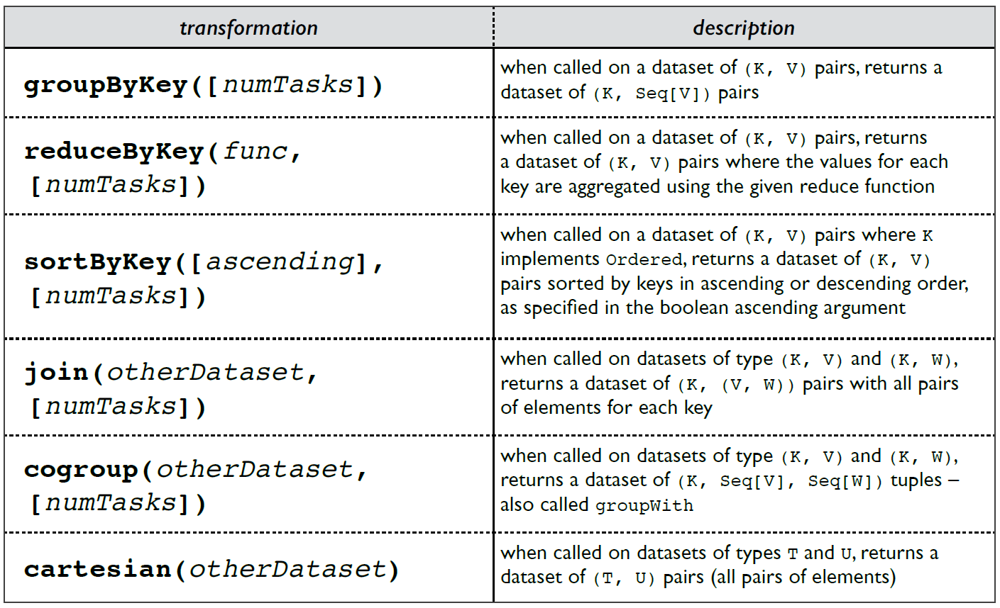 transformation
description
groupByKey([numTasks])
when called on a dataset of (K, V) pairs, returns a
dataset of (K, Seq[V]) pairs
reduceByKey(func,
[numTasks])
when called on a dataset of (K, V) pairs, returns
a dataset of (K, V) pairs where the values for each
key are aggregated using the given reduce function
sortByKey([ascending],
[numTasks])
when called on a dataset of (K, V) pairs where K
implements Ordered, returns a dataset of (K, V)
pairs sorted by keys in ascending or descending order,
as specified in the boolean ascending argument
join(otherDataset,
[numTasks])
when called on datasets of type (K, V) and (K, W),
returns a dataset of (K, (V, W)) pairs with all pairs
of elements for each key
cogroup(otherDataset,
[numTasks])
when called on datasets of type (K, V) and (K, W),
returns a dataset of (K, Seq[V], Seq[W]) tuples –
also called groupWith
cartesian(otherDataset)
when called on datasets of types T and U, returns a
dataset of (T, U) pairs (all pairs of elements)